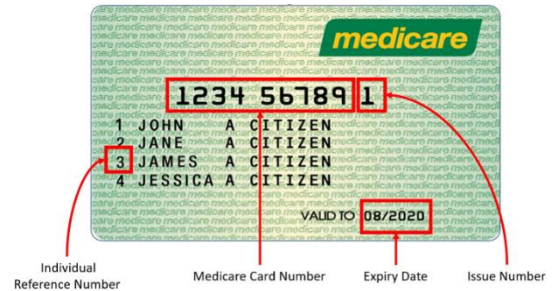 medicare
1234 56789 1
1 JOHN A CITIZEN
2 JANE A CITIZEN
3 JAMES A CITIZEN
4 JESSICA A CITIZEN
VALID TO 08/2020
Individual
Reference Number
Medicare Card Number
Expiry Date
Issue Number